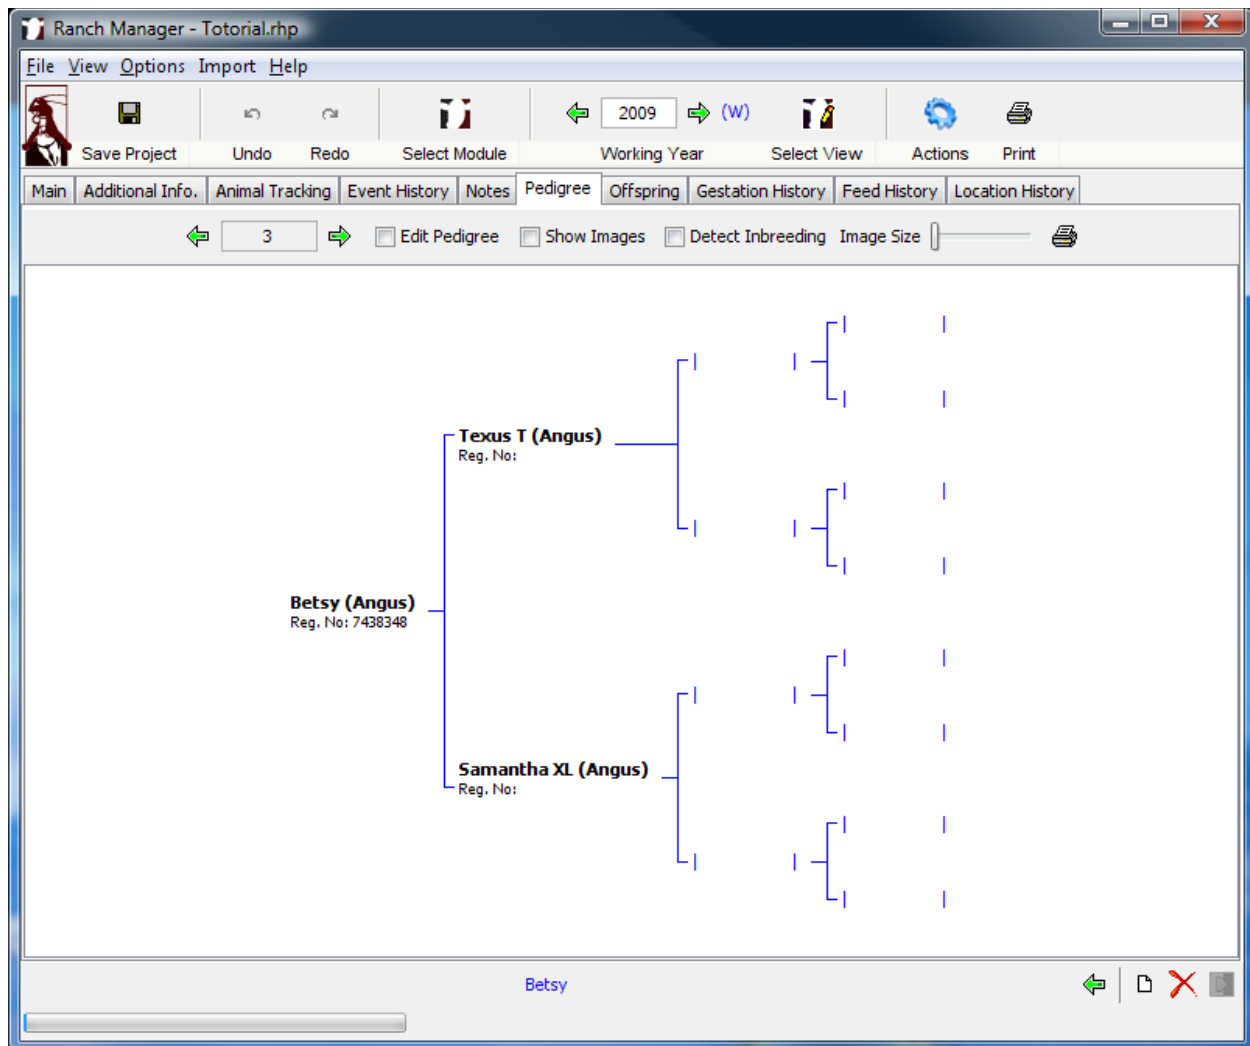 Ranch Manager - Totorial.rhp
File View Options Import Help
2009 (W)
Save Project Undo Redo Select Module Working Year Select View Actions Print
Main Additional Info. Animal Tracking Event History Notes Pedigree Offspring Gestation History Feed History Location History
3 Edit Pedigree Show Images Detect Inbreeding Image Size
Texus T (Angus)
Reg. No:
Betsy (Angus)
Reg. No: 7438348
Samantha XL (Angus)
Reg. No:
Betsy